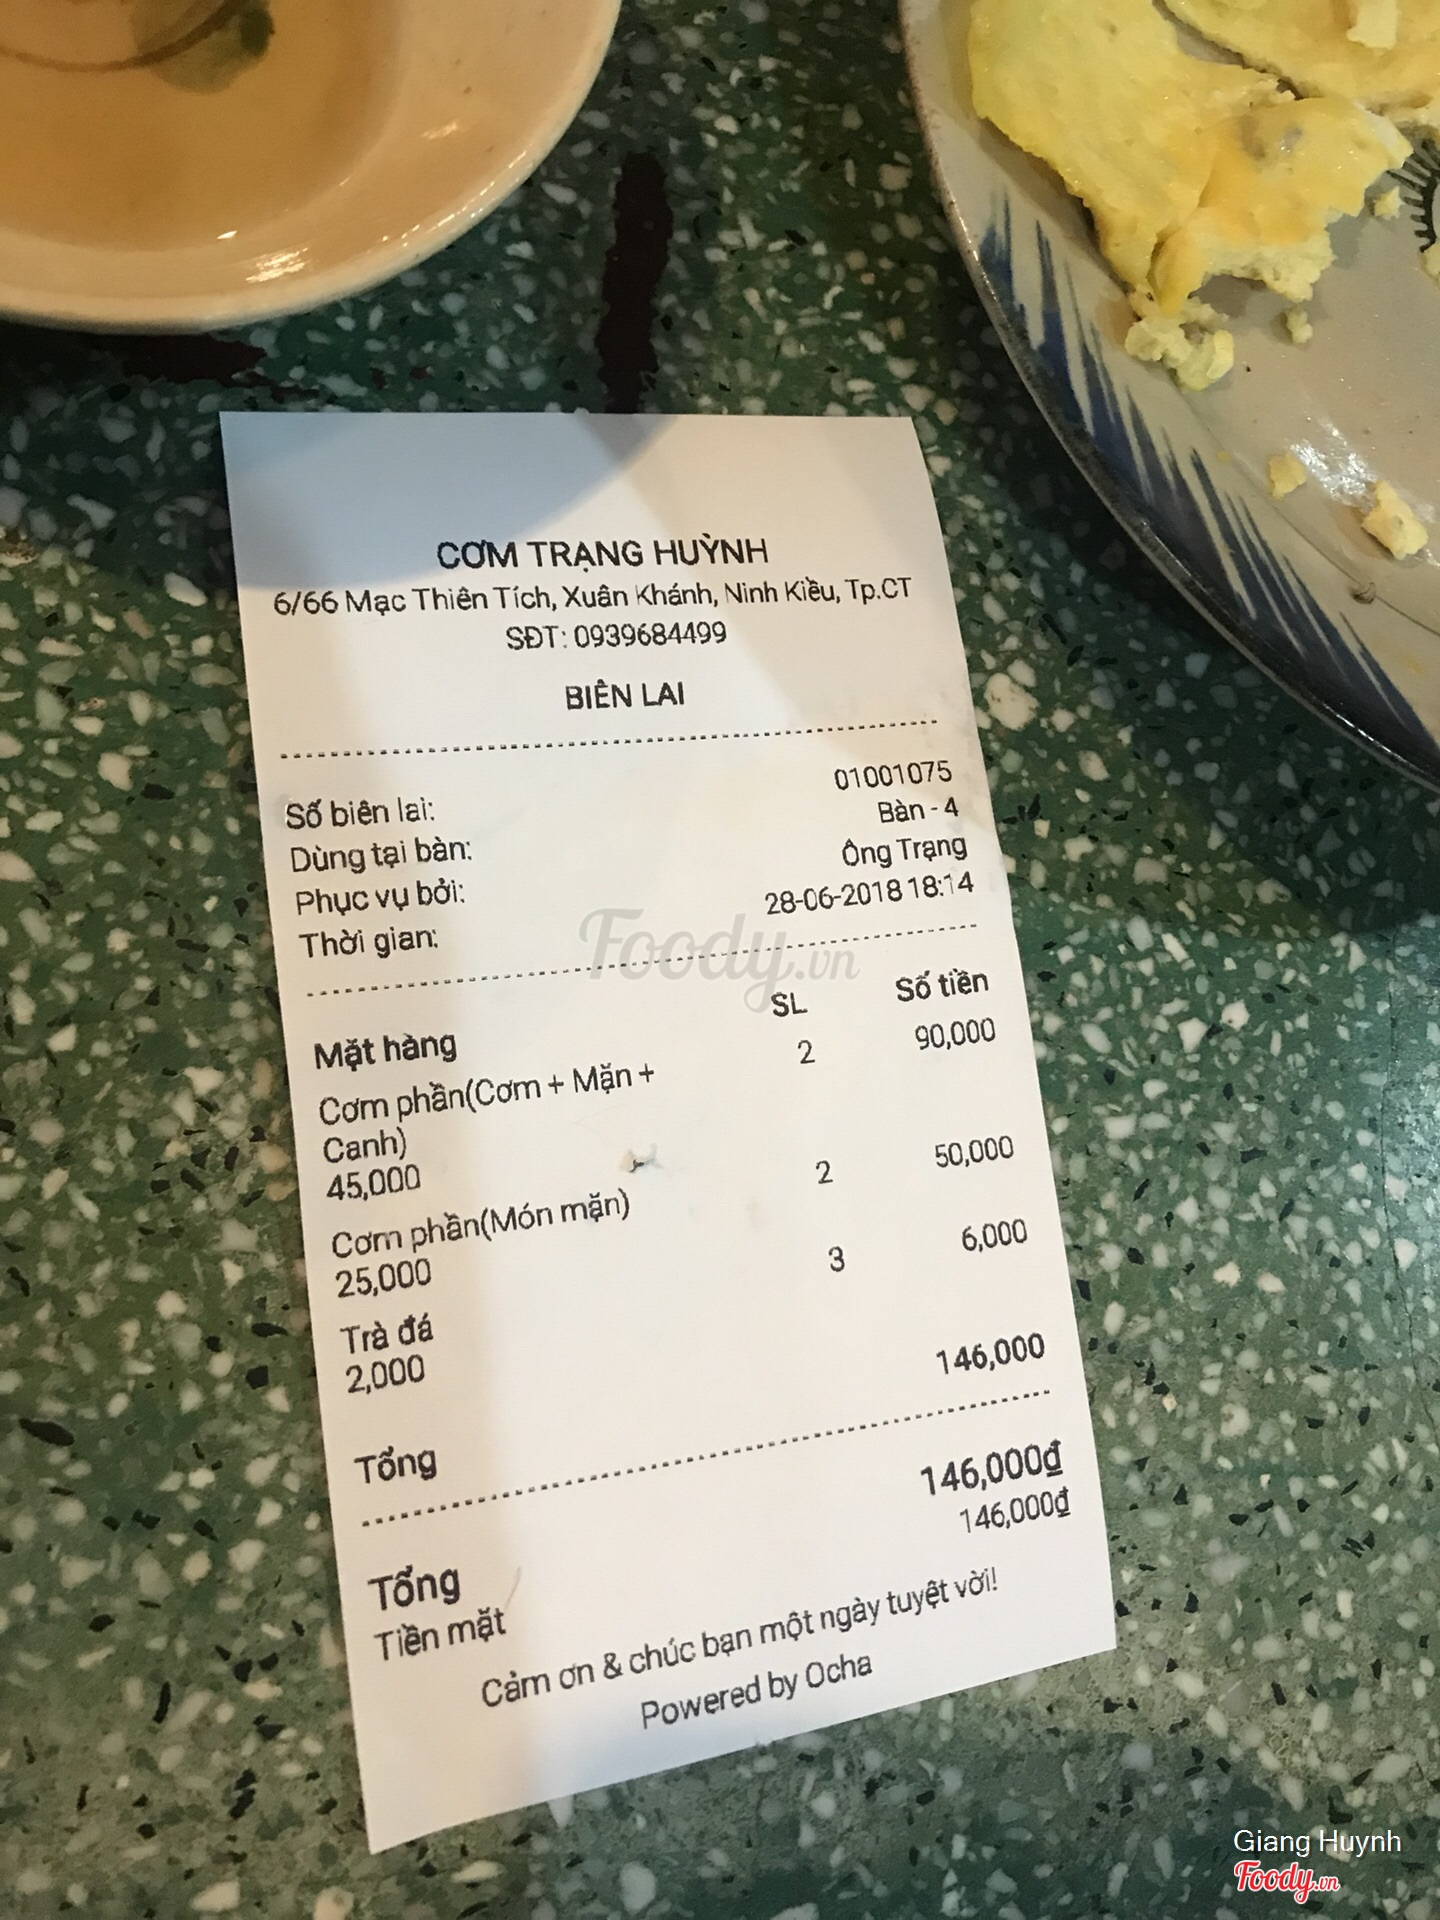 CƠM TRẠNG HUỲNH
6/66 Mạc Thiên Tích, Xuân Khánh, Ninh Kiều, Tp.CT
SĐT: 0939684499
BIÊN LAI
Số biên lai: 01001075
Dùng tại bàn: Bàn - 4
Phục vụ bởi: Ông Trạng
Thời gian: 28-06-2018 18:14
Foody.vn
Mặt hàng SL Số tiền
Cơm phần(Cơm + Mặn + 2 90,000
Canh)
45,000
Cơm phần(Món mặn) 2 50,000
25,000
Trà đá 3 6,000
2,000
Tổng 146,000
Tổng 146,000₫
Tiền mặt 146,000₫
Cảm ơn & chúc bạn một ngày tuyệt vời!
Powered by Ocha
Giang Huynh
Foody.vn